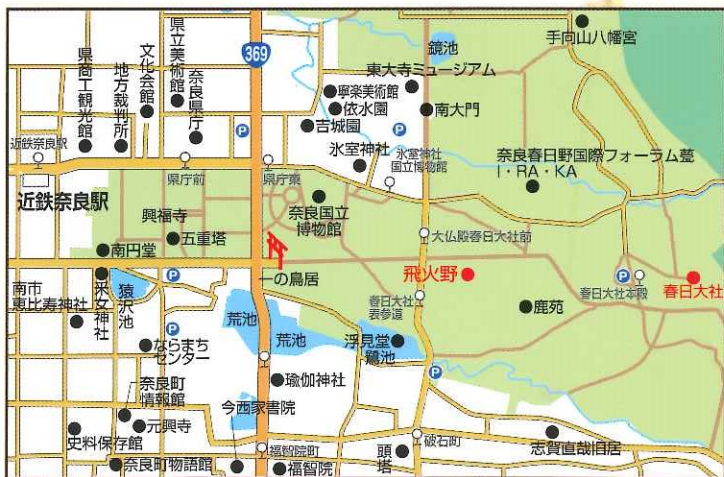 手向山八幡宮
県立美術館
369
鏡池
文化会館
東大寺ミュージアム
県商工観光館
地方裁判所
奈良県庁
寧楽美術館
依水園
南大門
P
吉城園
P
近鉄奈良駅
氷室神社
氷室神社
国立博物館
奈良春日野国際フォーラム甍
I・RA・KA
県庁前
県庁東
近鉄奈良駅
興福寺
奈良国立
博物館
五重塔
大仏殿春日大社前
南円堂
P
一の鳥居
飛火野
P
春日大社本殿
春日大社
南市
恵比寿神社
采女神社
猿沢池
春日大社
表参道
鹿苑
P
荒池
荒池
浮見堂
鷺池
ならまち
センター
P
奈良町
情報館
瑜伽神社
今西家書院
元興寺
史料保存館
福智院町
頭塔
破石町
志賀直哉旧居
奈良町物語館
福智院